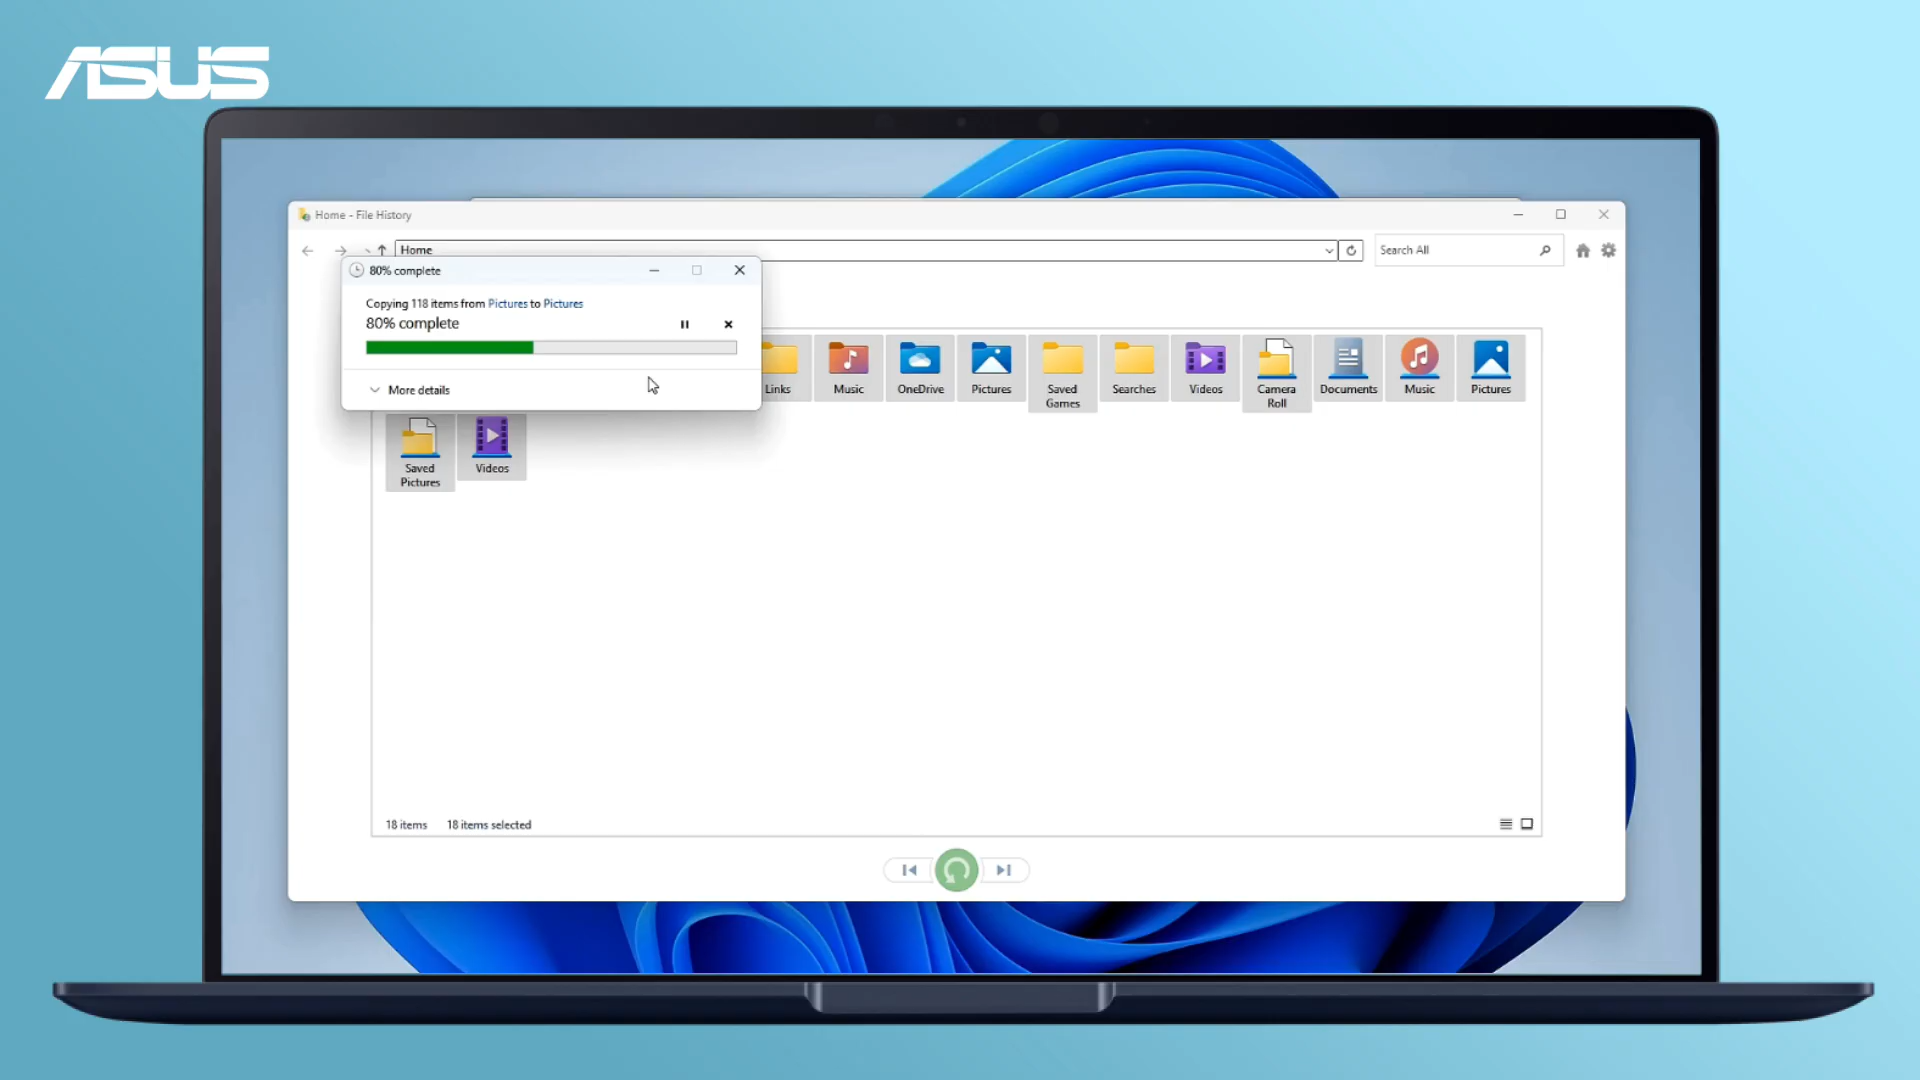 ASUS
Home - File History
Home
Search All
80% complete
Copying 118 items from Pictures to Pictures
80% complete
More details
Links
Music
OneDrive
Pictures
Saved
Games
Searches
Videos
Camera
Roll
Documents
Music
Pictures
Saved
Pictures
Videos
18 items
18 items selected